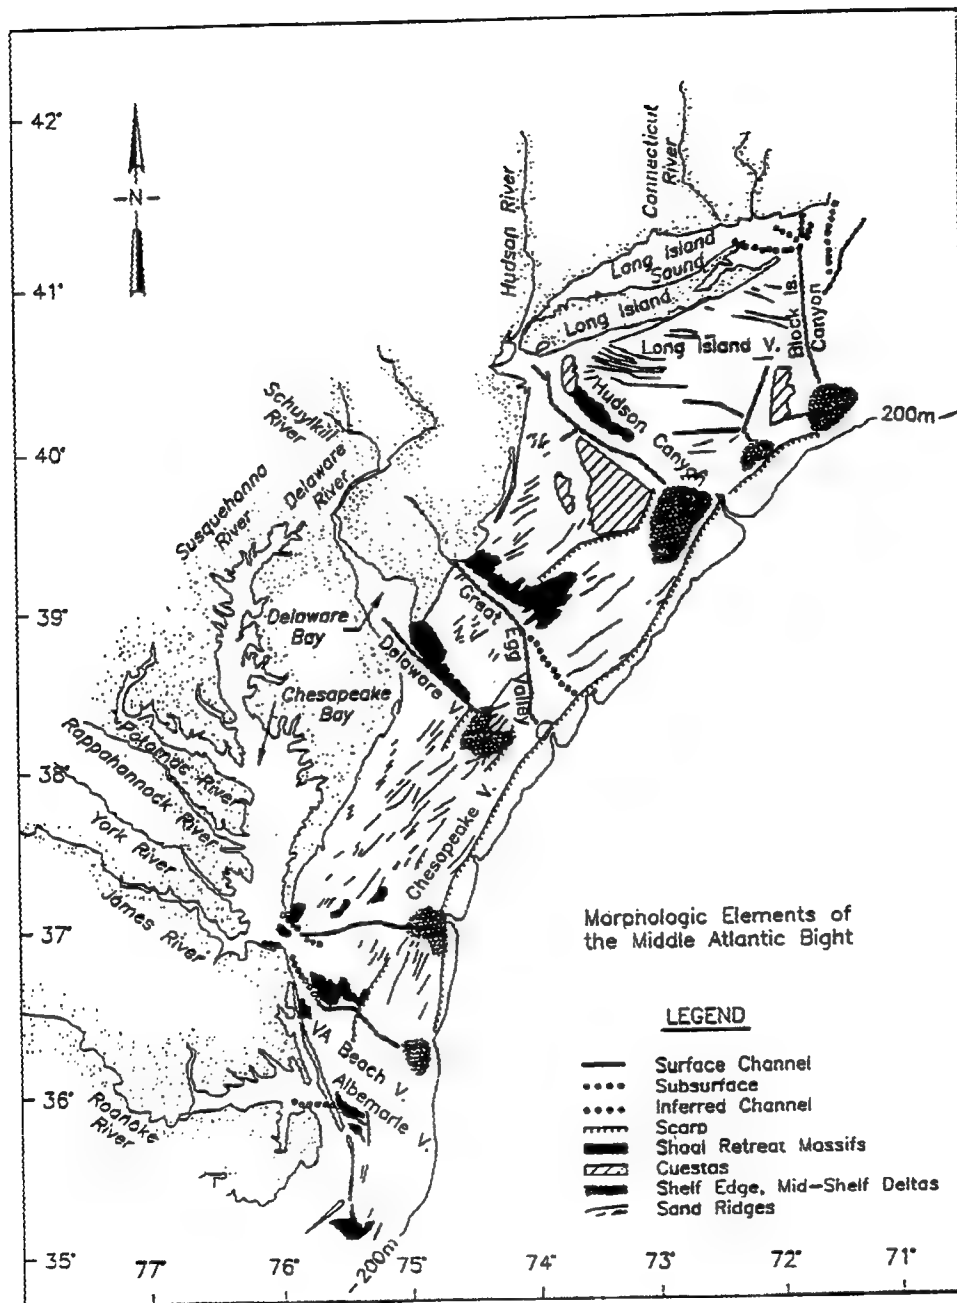 42°
41°
40°
39°
38°
37°
36°
35°
N
Hudson River
Connecticut
River
Long Island
Sound
Long Island
Long Island V.
Block Is.
Canyon
Hudson Canyon
200m
Schuylkill
River
Delaware
River
Susquehanna
River
Delaware
Bay
Delaware V.
Great Egg Valley
Chesapeake
Bay
Potomac River
Rappahannock River
York River
James River
Chesapeake V.
VA Beach V.
Albemarle V.
Roanoke
River
200m
Morphologic Elements of
the Middle Atlantic Bight
LEGEND
Surface Channel
Subsurface
Inferred Channel
Scarp
Shoal Retreat Massifs
Cuestas
Shelf Edge, Mid-Shelf Deltas
Sand Ridges
77°
76°
75°
74°
73°
72°
71°